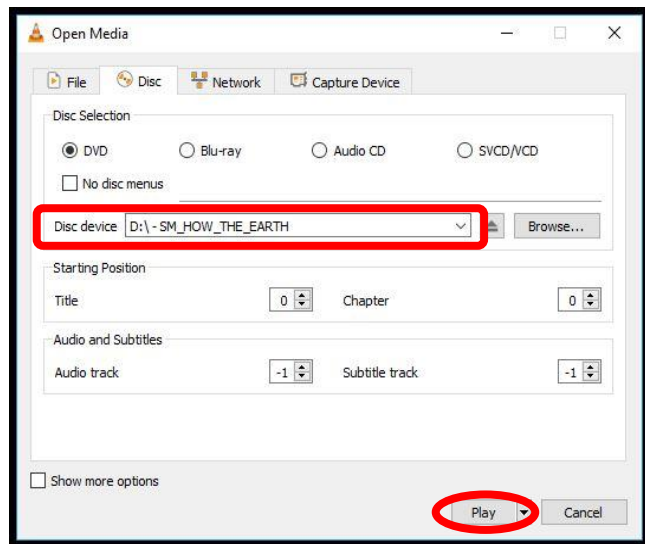 Open Media
File Disc Network Capture Device
Disc Selection
DVD Blu-ray Audio CD SVCD/VCD
No disc menus
Disc device D:\ - SM_HOW_THE_EARTH Browse...
Starting Position
Title 0 Chapter 0
Audio and Subtitles
Audio track -1 Subtitle track -1
Show more options
Play Cancel